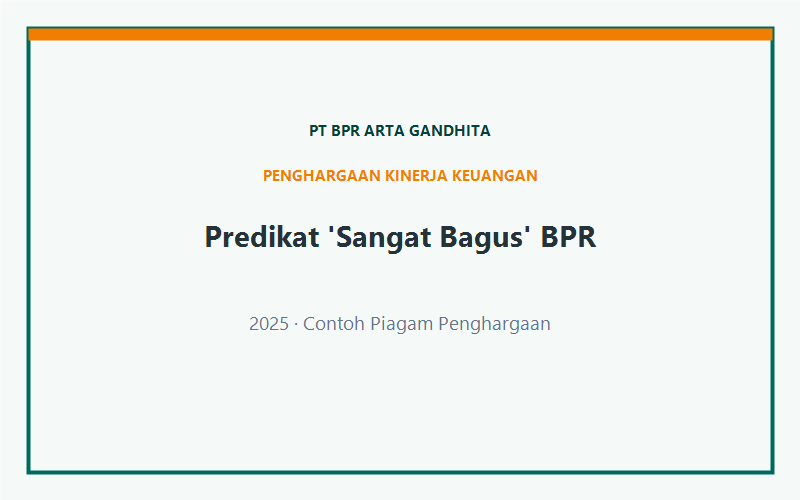 PT BPR ARTA GANDHITA
PENGHARGAAN KINERJA KEUANGAN
Predikat 'Sangat Bagus' BPR
2025 · Contoh Piagam Penghargaan